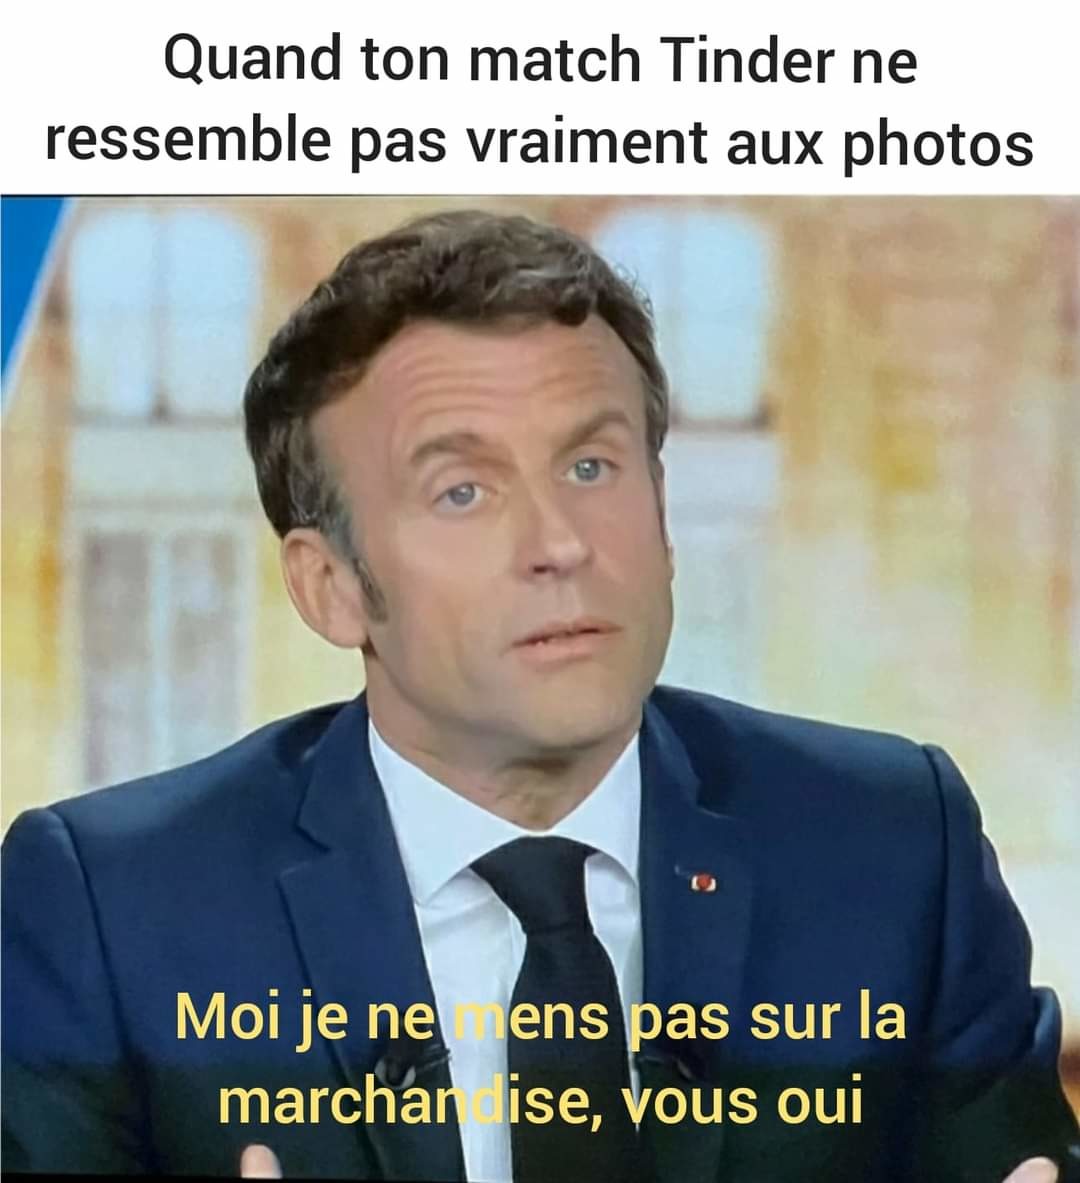 Quand ton match Tinder ne
ressemble pas vraiment aux photos
Moi je ne mens pas sur la
marchandise, vous oui